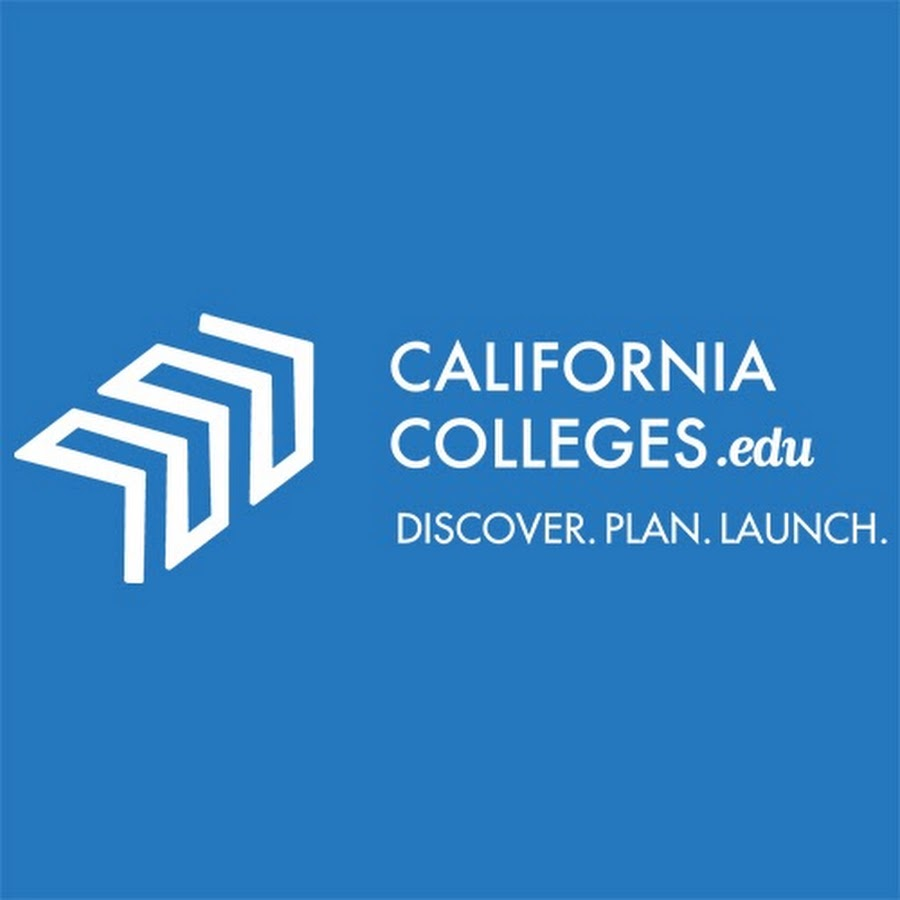 CALIFORNIA
COLLEGES.edu
DISCOVER. PLAN. LAUNCH.